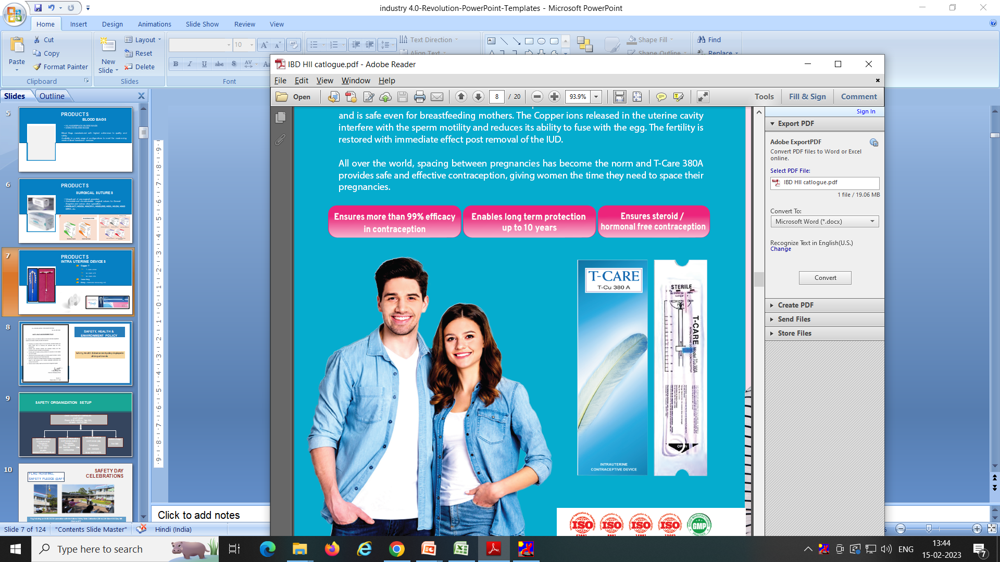 industry 4.0-Revolution-PowerPoint-Templates - Microsoft PowerPoint
Home Insert Design Animations Slide Show Review View
Cut
Copy
Format Painter
Paste
Clipboard
New Slide
Layout
Reset
Delete
Slides
10
Font
Text Direction
Align Text
Shape Fill
Shape Outline
Find
Replace
Slides Outline
5
PRODUCTS
BLOOD BAGS
6
PRODUCTS
SURGICAL SUTURES
7
PRODUCTS
INTRA UTERINE DEVICES
Copper T
8
SAFETY, HEALTH &
ENVIRONMENT POLICY
9
SAFETY ORGANIZATION SETUP
10
FLAG HOISTING,
SAFETY PLEDGE @AFT
SAFETY DAY
CELEBRATIONS
Click to add notes
Slide 7 of 124 "Contents Slide Master" Hindi (India)
IBD HII catlogue.pdf - Adobe Reader
File Edit View Window Help
Open 8 / 20 93.9% Tools Fill & Sign Comment
and is safe even for breastfeeding mothers. The Copper ions released in the uterine cavity
interfere with the sperm motility and reduces its ability to fuse with the egg. The fertility is
restored with immediate effect post removal of the IUD.
All over the world, spacing between pregnancies has become the norm and T-Care 380A
provides safe and effective contraception, giving women the time they need to space their
pregnancies.
Ensures more than 99% efficacy
in contraception
Enables long term protection
up to 10 years
Ensures steroid /
hormonal free contraception
T-CARE
T-Cu 380 A
INTRAUTERINE
CONTRACEPTIVE DEVICE
STERILE
T-CARE
OPEN
ISO ISO ISO ISO GMP
Sign In
Export PDF
Adobe ExportPDF
Convert PDF files to Word or Excel
online.
Select PDF File:
IBD HII catlogue.pdf
1 file / 19.06 MB
Convert To:
Microsoft Word (*.docx)
Recognize Text in English(U.S.)
Change
Convert
Create PDF
Send Files
Store Files
Type here to search
ENG
13:44
15-02-2023
7